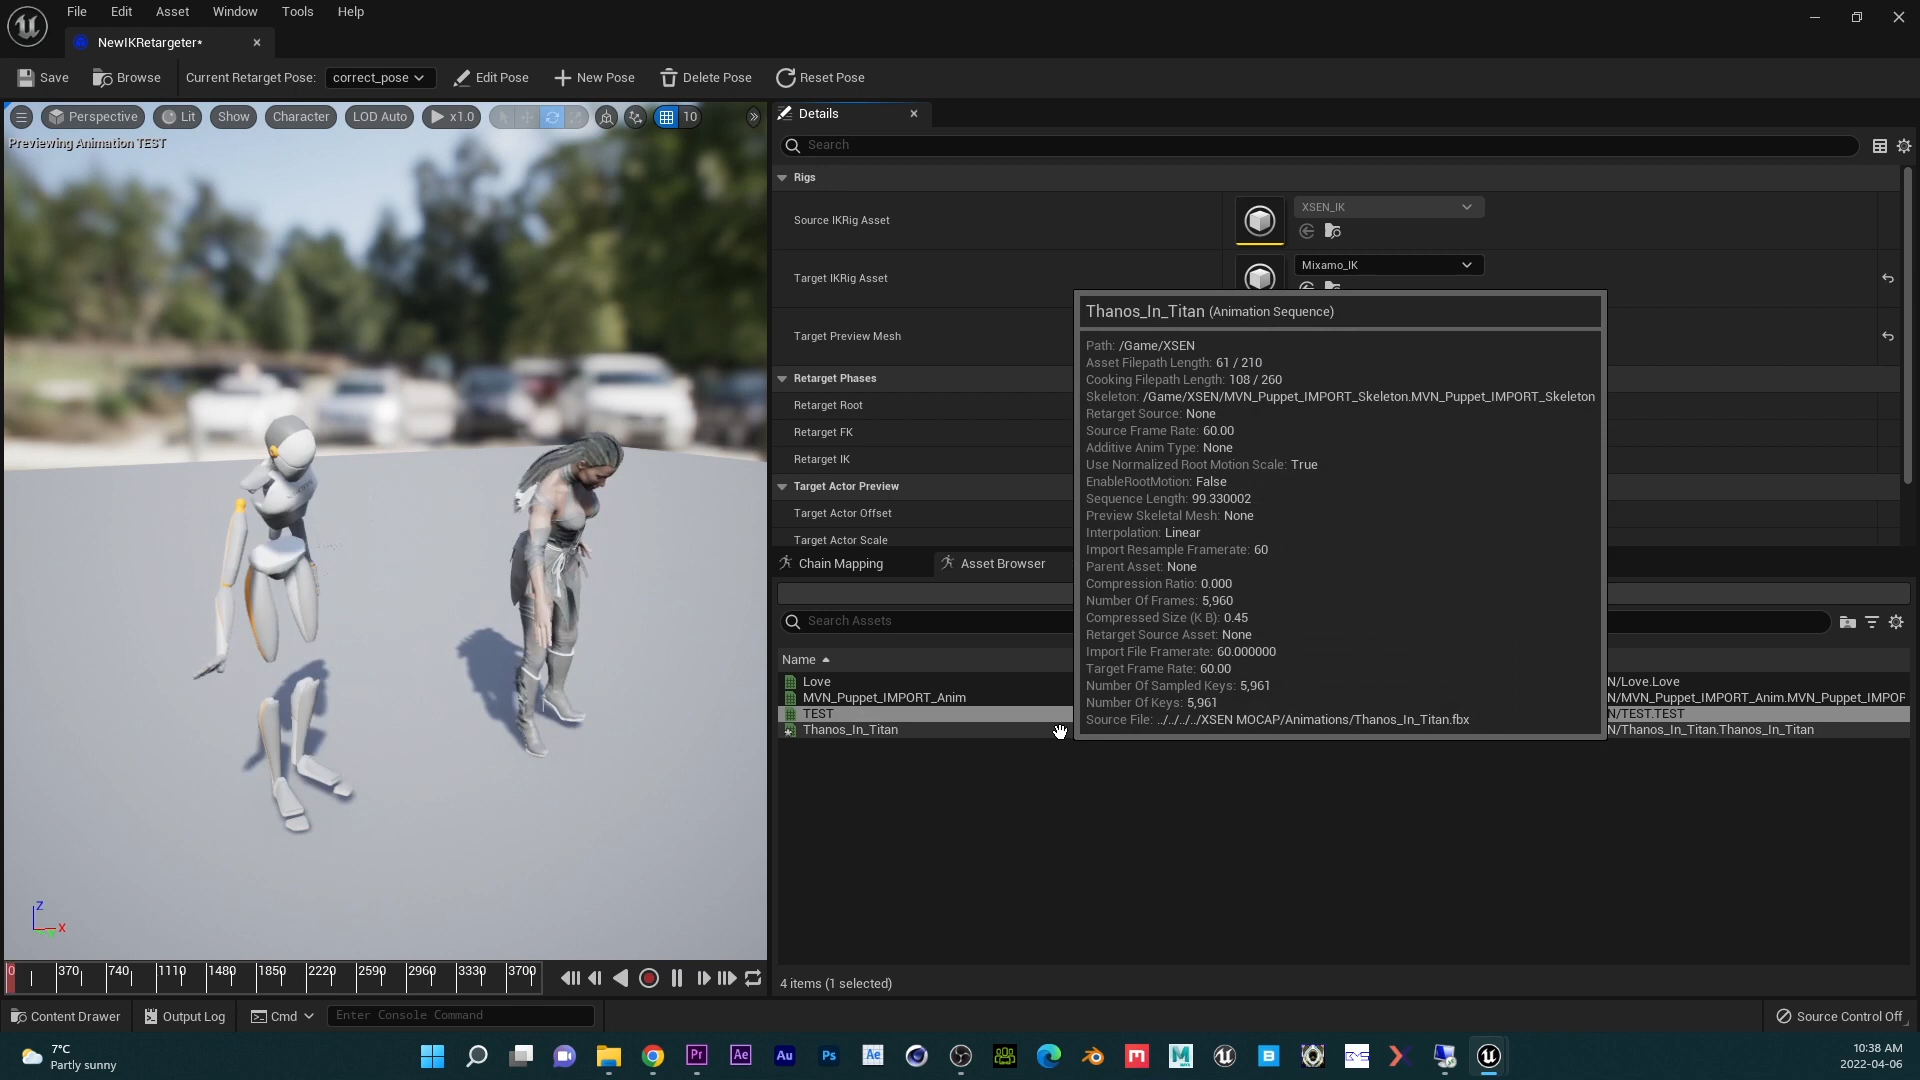 File Edit Asset Window Tools Help
NewIKRetargeter*
Save Browse Current Retarget Pose: correct_pose Edit Pose New Pose Delete Pose Reset Pose
Perspective Lit Show Character LOD Auto x1.0 10
Previewing Animation TEST
Details
Search
Rigs
Source IKRig Asset
XSEN_IK
Target IKRig Asset
Mixamo_IK
Target Preview Mesh
Retarget Phases
Retarget Root
Retarget FK
Retarget IK
Target Actor Preview
Target Actor Offset
Target Actor Scale
Thanos_In_Titan (Animation Sequence)
Path: /Game/XSEN
Asset Filepath Length: 61 / 210
Cooking Filepath Length: 108 / 260
Skeleton: /Game/XSEN/MVN_Puppet_IMPORT_Skeleton.MVN_Puppet_IMPORT_Skeleton
Retarget Source: None
Source Frame Rate: 60.00
Additive Anim Type: None
Use Normalized Root Motion Scale: True
EnableRootMotion: False
Sequence Length: 99.330002
Preview Skeletal Mesh: None
Interpolation: Linear
Import Resample Framerate: 60
Parent Asset: None
Compression Ratio: 0.000
Number Of Frames: 5,960
Compressed Size (K B): 0.45
Retarget Source Asset: None
Import File Framerate: 60.000000
Target Frame Rate: 60.00
Number Of Sampled Keys: 5,961
Number Of Keys: 5,961
Source File: ../../../../XSEN MOCAP/Animations/Thanos_In_Titan.fbx
Chain Mapping Asset Browser
Search Assets
Name
Love N/Love.Love
MVN_Puppet_IMPORT_Anim N/MVN_Puppet_IMPORT_Anim.MVN_Puppet_IMPOR
TEST N/TEST.TEST
Thanos_In_Titan N/Thanos_In_Titan.Thanos_In_Titan
4 items (1 selected)
Z
X
0 370 740 1110 1480 1850 2220 2590 2960 3330 3700
Content Drawer Output Log Cmd Enter Console Command Source Control Off
7°C
Partly sunny
Pr Ae Au Ps Ae
10:38 AM
2022-04-06